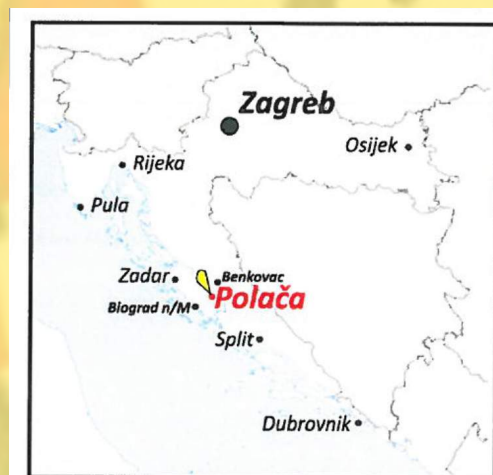 Zagreb
Osijek
Rijeka
Pula
Zadar
Benkovac
Polača
Biograd n/M
Split
Dubrovnik